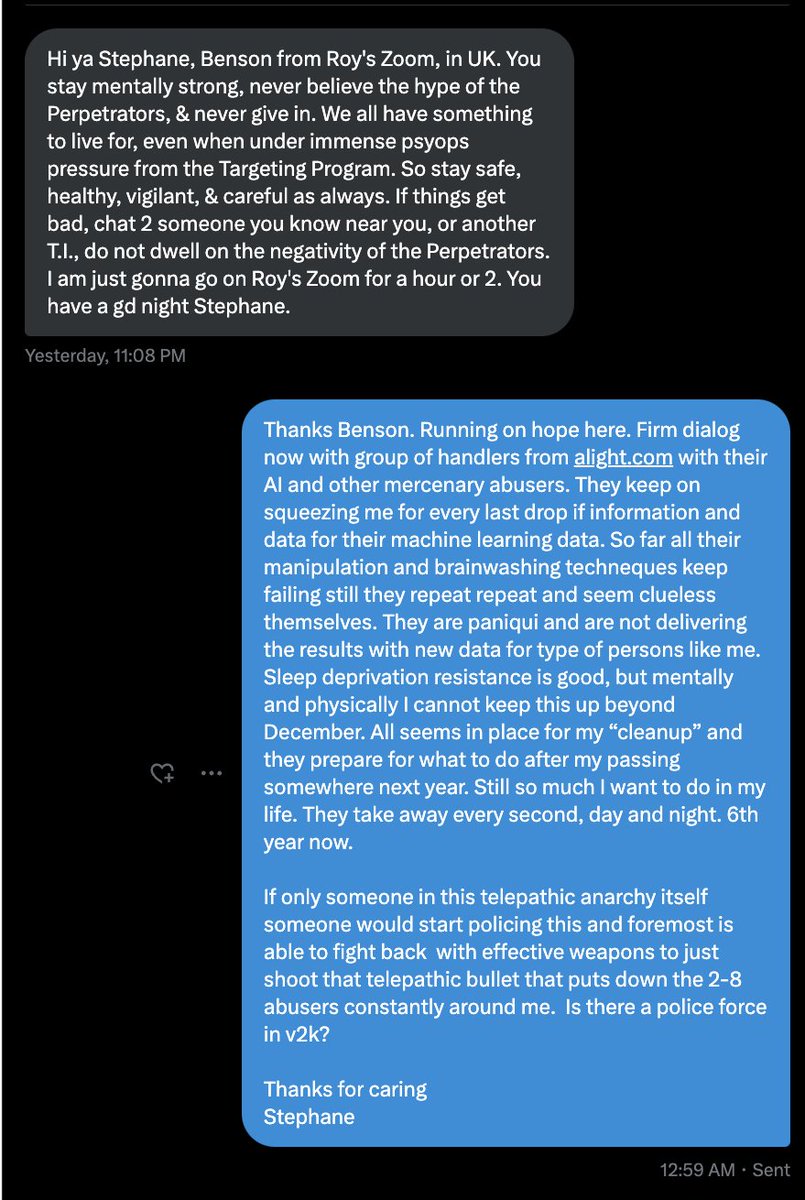 Hi ya Stephane, Benson from Roy's Zoom, in UK. You
stay mentally strong, never believe the hype of the
Perpetrators, & never give in. We all have something
to live for, even when under immense psyops
pressure from the Targeting Program. So stay safe,
healthy, vigilant, & careful as always. If things get
bad, chat 2 someone you know near you, or another
T.I., do not dwell on the negativity of the Perpetrators.
I am just gonna go on Roy's Zoom for a hour or 2. You
have a gd night Stephane.
Yesterday, 11:08 PM
Thanks Benson. Running on hope here. Firm dialog
now with group of handlers from alight.com with their
AI and other mercenary abusers. They keep on
squeezing me for every last drop if information and
data for their machine learning data. So far all their
manipulation and brainwashing techneques keep
failing still they repeat repeat and seem clueless
themselves. They are paniqui and are not delivering
the results with new data for type of persons like me.
Sleep deprivation resistance is good, but mentally
and physically I cannot keep this up beyond
December. All seems in place for my “cleanup” and
they prepare for what to do after my passing
somewhere next year. Still so much I want to do in my
life. They take away every second, day and night. 6th
year now.
If only someone in this telepathic anarchy itself
someone would start policing this and foremost is
able to fight back with effective weapons to just
shoot that telepathic bullet that puts down the 2-8
abusers constantly around me. Is there a police force
in v2k?
Thanks for caring
Stephane
12:59 AM · Sent